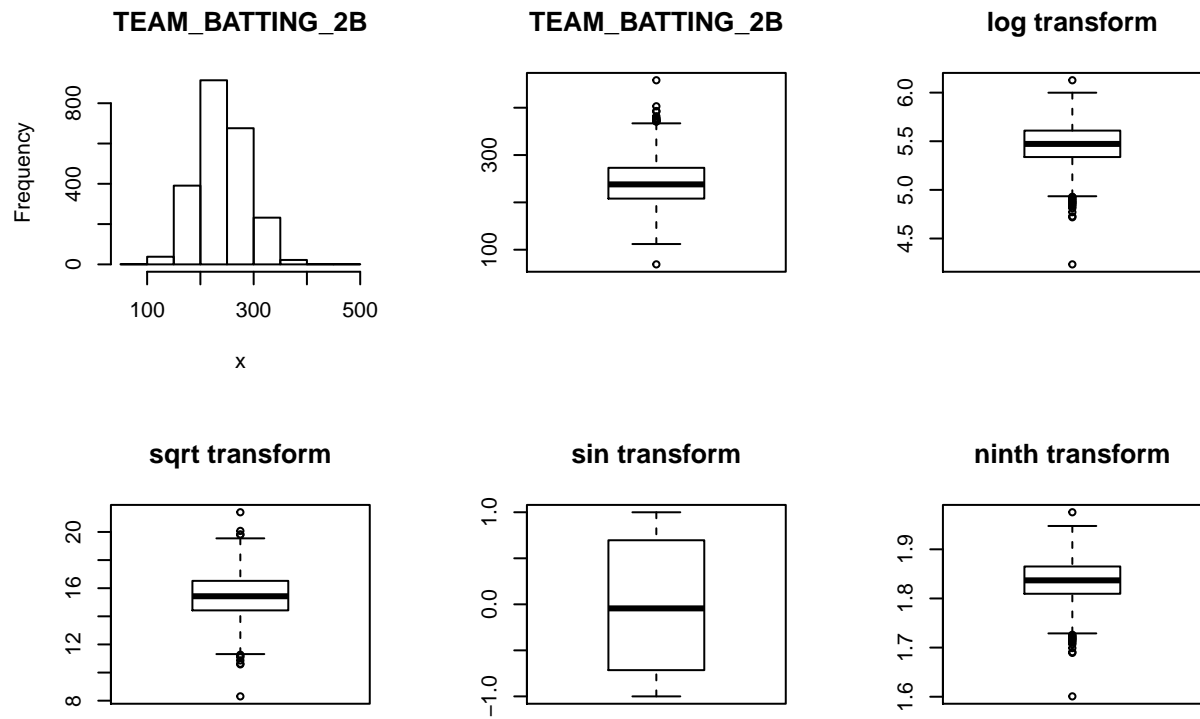 TEAM_BATTING_2B
Frequency
800
400
0
100 300 500
x
TEAM_BATTING_2B
300
100
log transform
6.0
5.5
5.0
4.5
sqrt transform
20
16
12
8
sin transform
1.0
0.0
−1.0
ninth transform
1.9
1.8
1.7
1.6